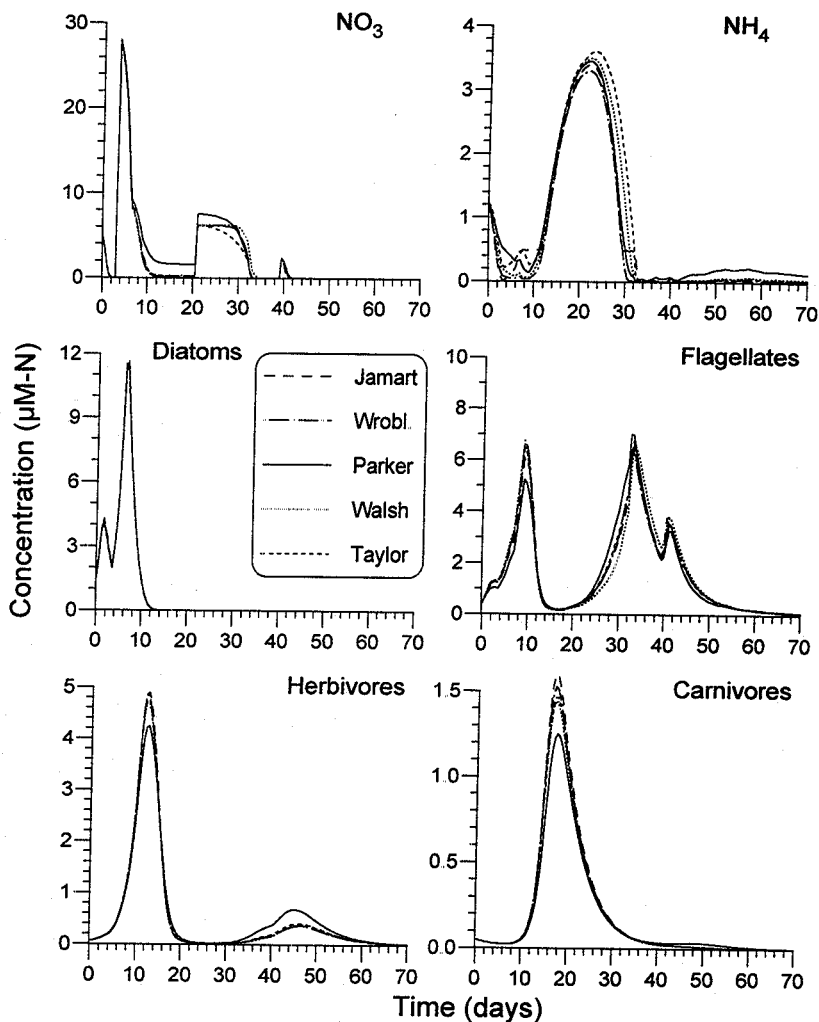 NO3
30
20
10
0
0 10 20 30 40 50 60 70
NH4
4
3
2
1
0
0 10 20 30 40 50 60 70
Concentration (µM-N)
Diatoms
12
9
6
3
0
0 10 20 30 40 50 60 70
Jamart
Wrobl.
Parker
Walsh
Taylor
Flagellates
10
8
6
4
2
0
0 10 20 30 40 50 60 70
Herbivores
5
4
3
2
1
0
0 10 20 30 40 50 60 70
Carnivores
1.5
1.0
0.5
0.0
0 10 20 30 40 50 60 70
Time (days)